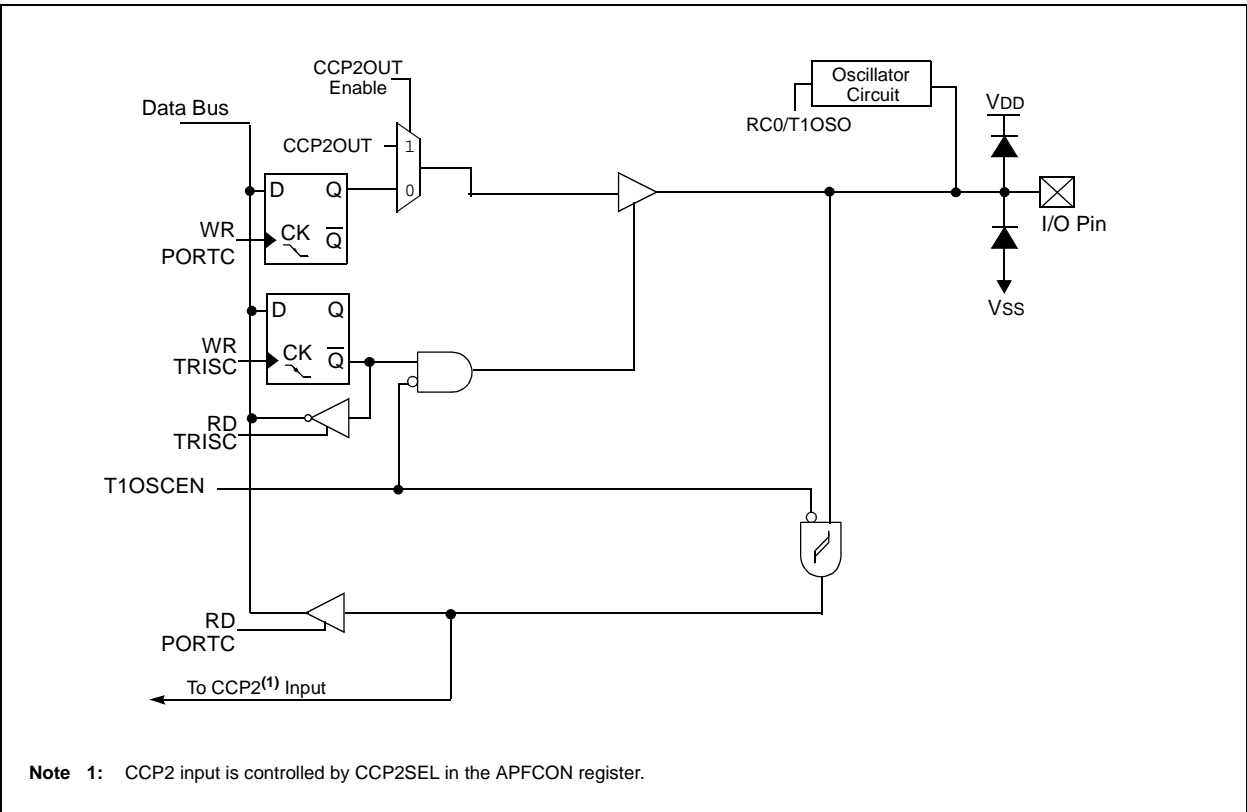 CCP2OUT
Enable
Oscillator
Circuit
VDD
Data Bus
RC0/T1OSO
CCP2OUT
1
D Q
0
I/O Pin
WR
PORTC
CK Q
VSS
D Q
WR
TRISC
CK Q
RD
TRISC
T1OSCEN
RD
PORTC
To CCP2(1) Input
Note 1: CCP2 input is controlled by CCP2SEL in the APFCON register.